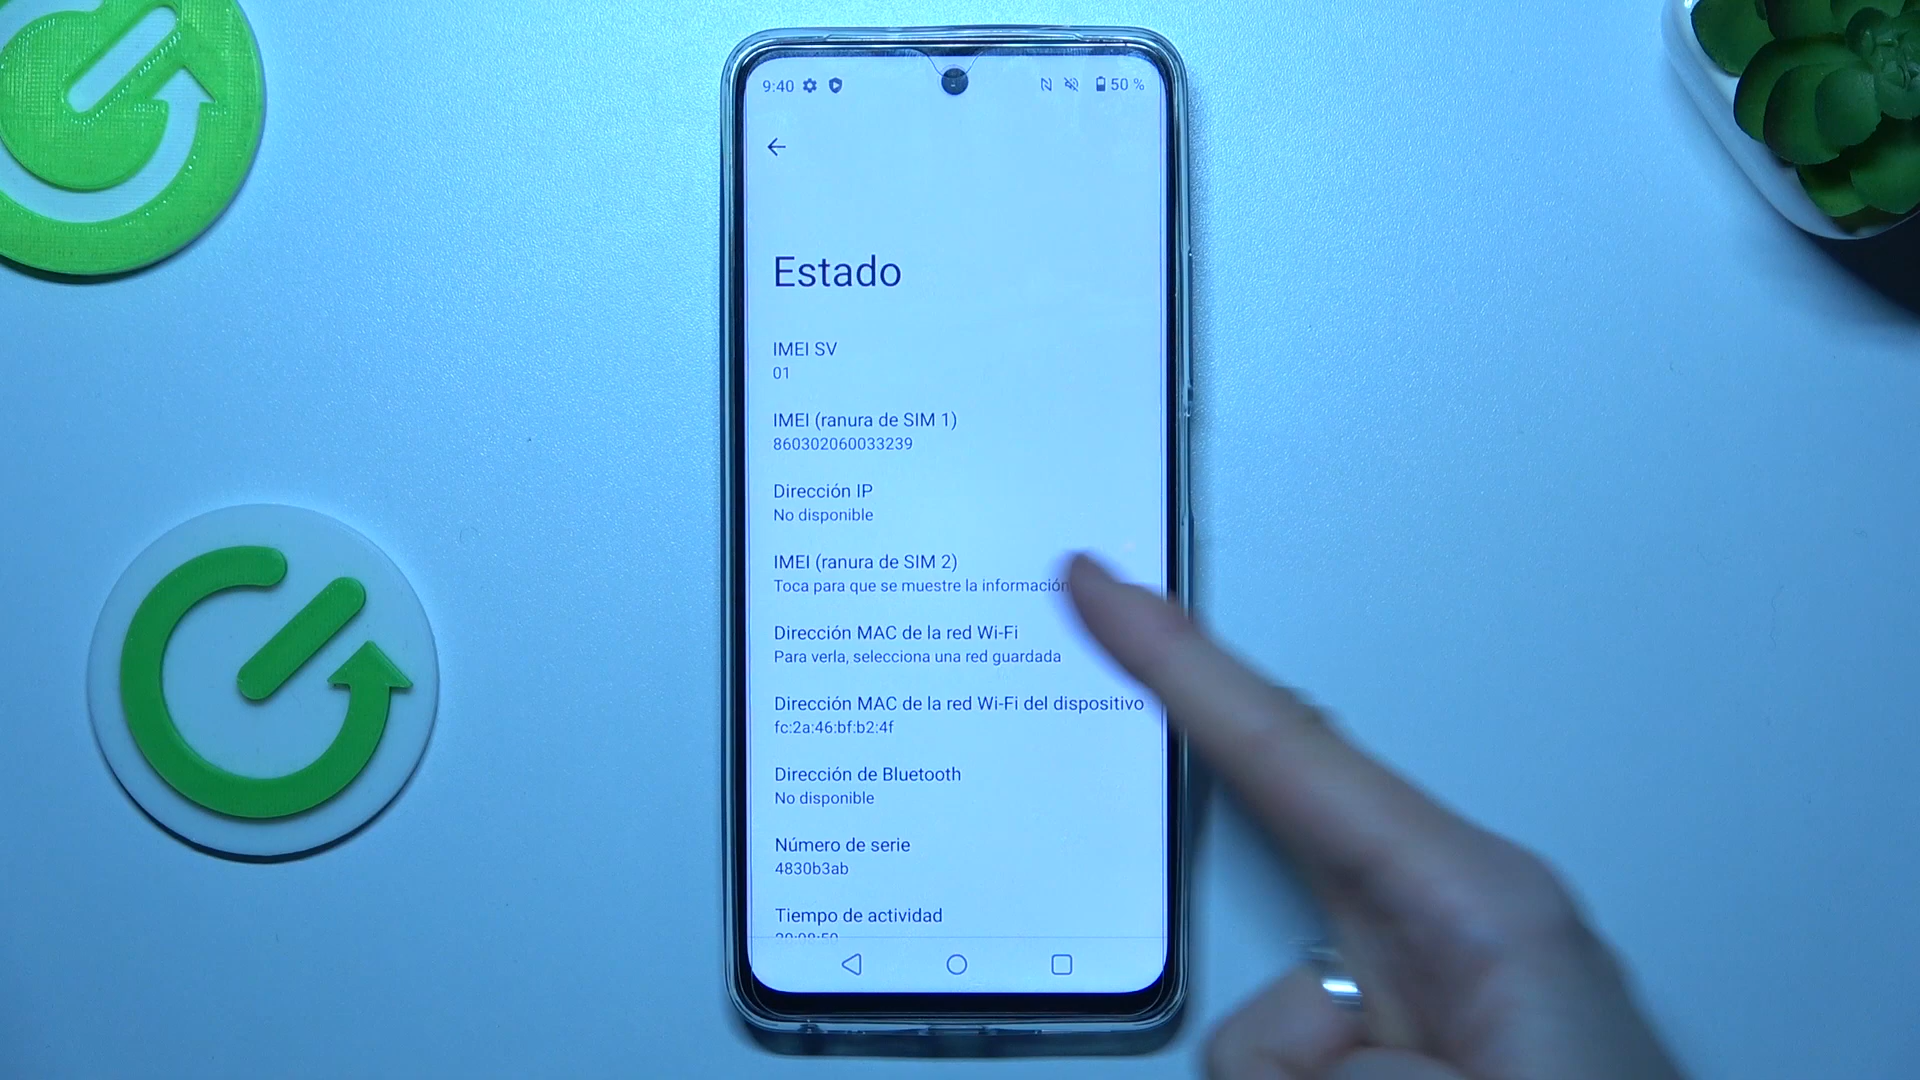 9:40
50 %
Estado
IMEI SV
01
IMEI (ranura de SIM 1)
860302060033239
Dirección IP
No disponible
IMEI (ranura de SIM 2)
Toca para que se muestre la información
Dirección MAC de la red Wi-Fi
Para verla, selecciona una red guardada
Dirección MAC de la red Wi-Fi del dispositivo
fc:2a:46:bf:b2:4f
Dirección de Bluetooth
No disponible
Número de serie
4830b3ab
Tiempo de actividad